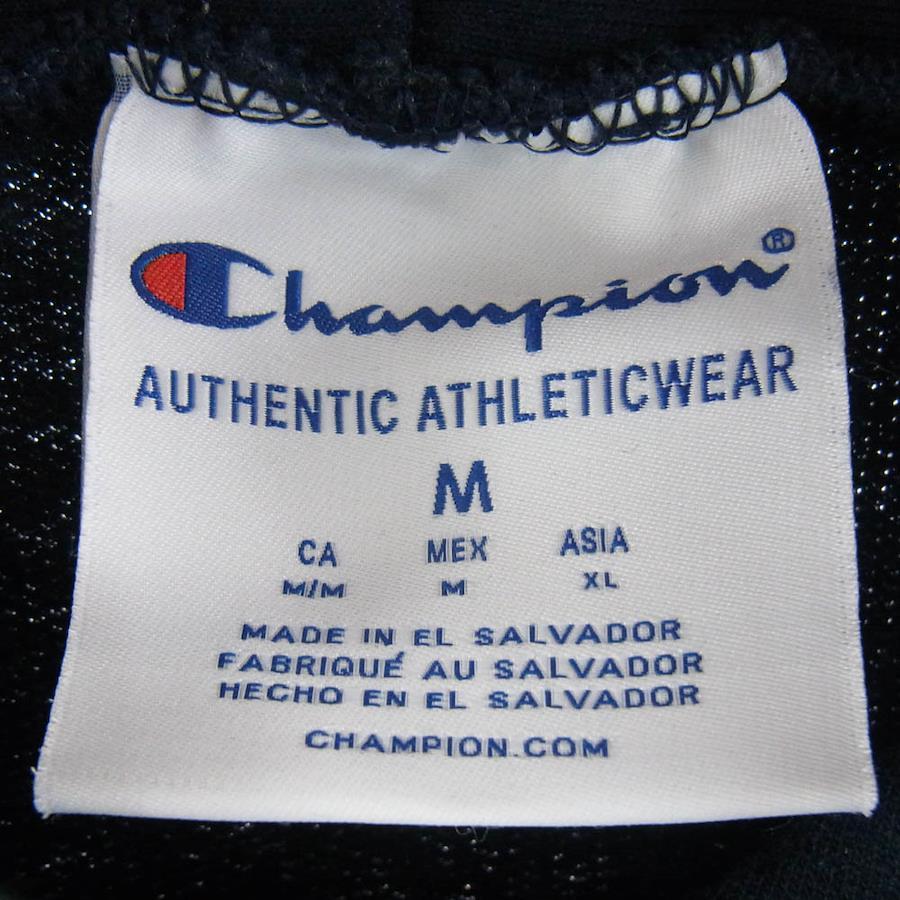 Champion®
AUTHENTIC ATHLETICWEAR
M
CA MEX ASIA
M/M M XL
MADE IN EL SALVADOR
FABRIQUÉ AU SALVADOR
HECHO EN EL SALVADOR
CHAMPION.COM